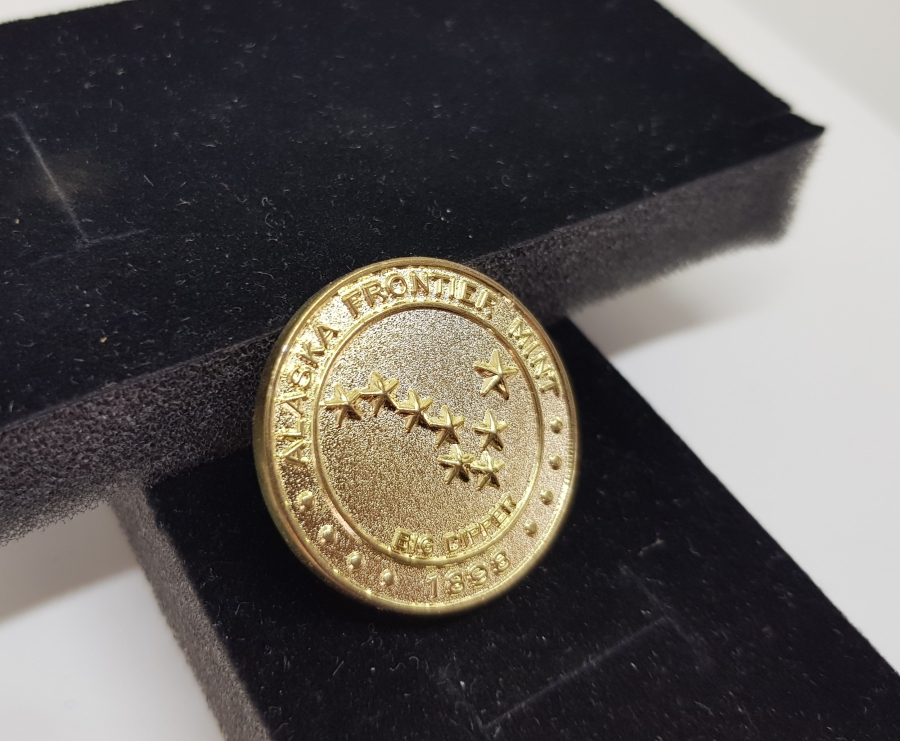 ALASKA FRONTIER MINT
BIG DIPPER
1898